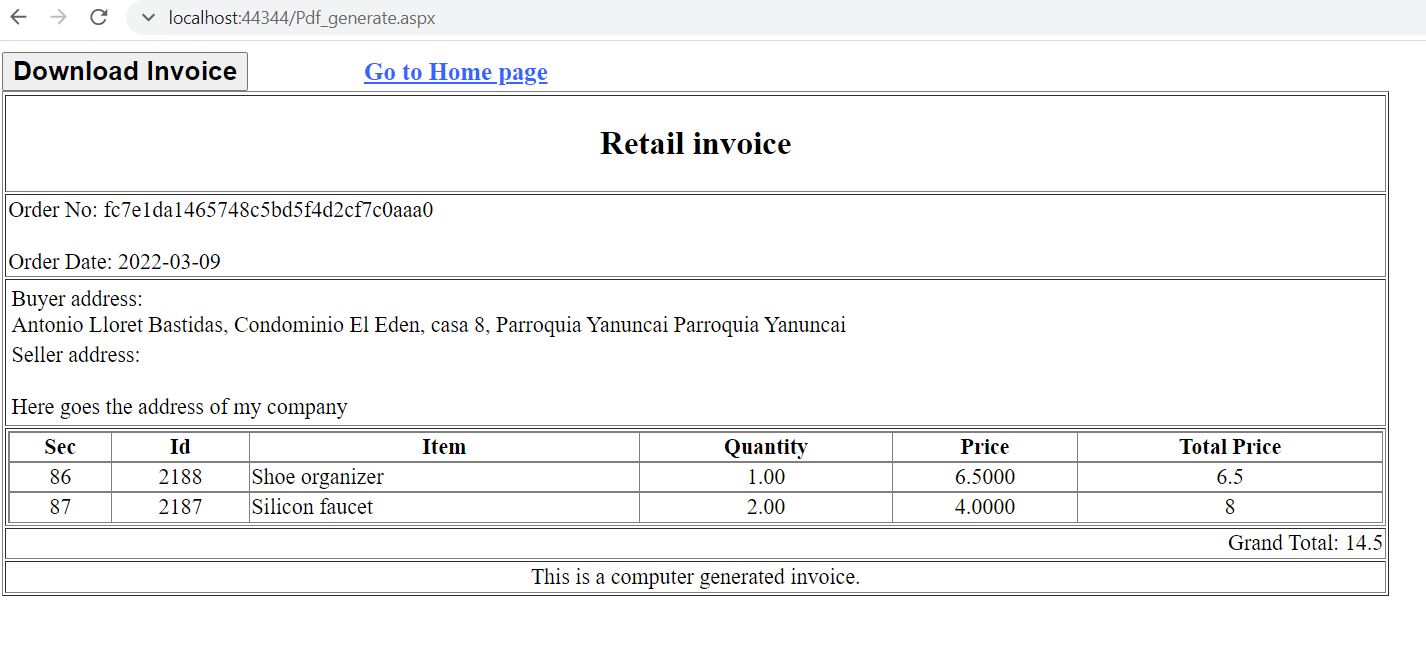 localhost:44344/Pdf_generate.aspx
Download Invoice Go to Home page
Retail invoice
Order No: fc7e1da1465748c5bd5f4d2cf7c0aaa0
Order Date: 2022-03-09
Buyer address:
Antonio Lloret Bastidas, Condominio El Eden, casa 8, Parroquia Yanuncai Parroquia Yanuncai
Seller address:
Here goes the address of my company
Sec Id Item Quantity Price Total Price
86 2188 Shoe organizer 1.00 6.5000 6.5
87 2187 Silicon faucet 2.00 4.0000 8
Grand Total: 14.5
This is a computer generated invoice.